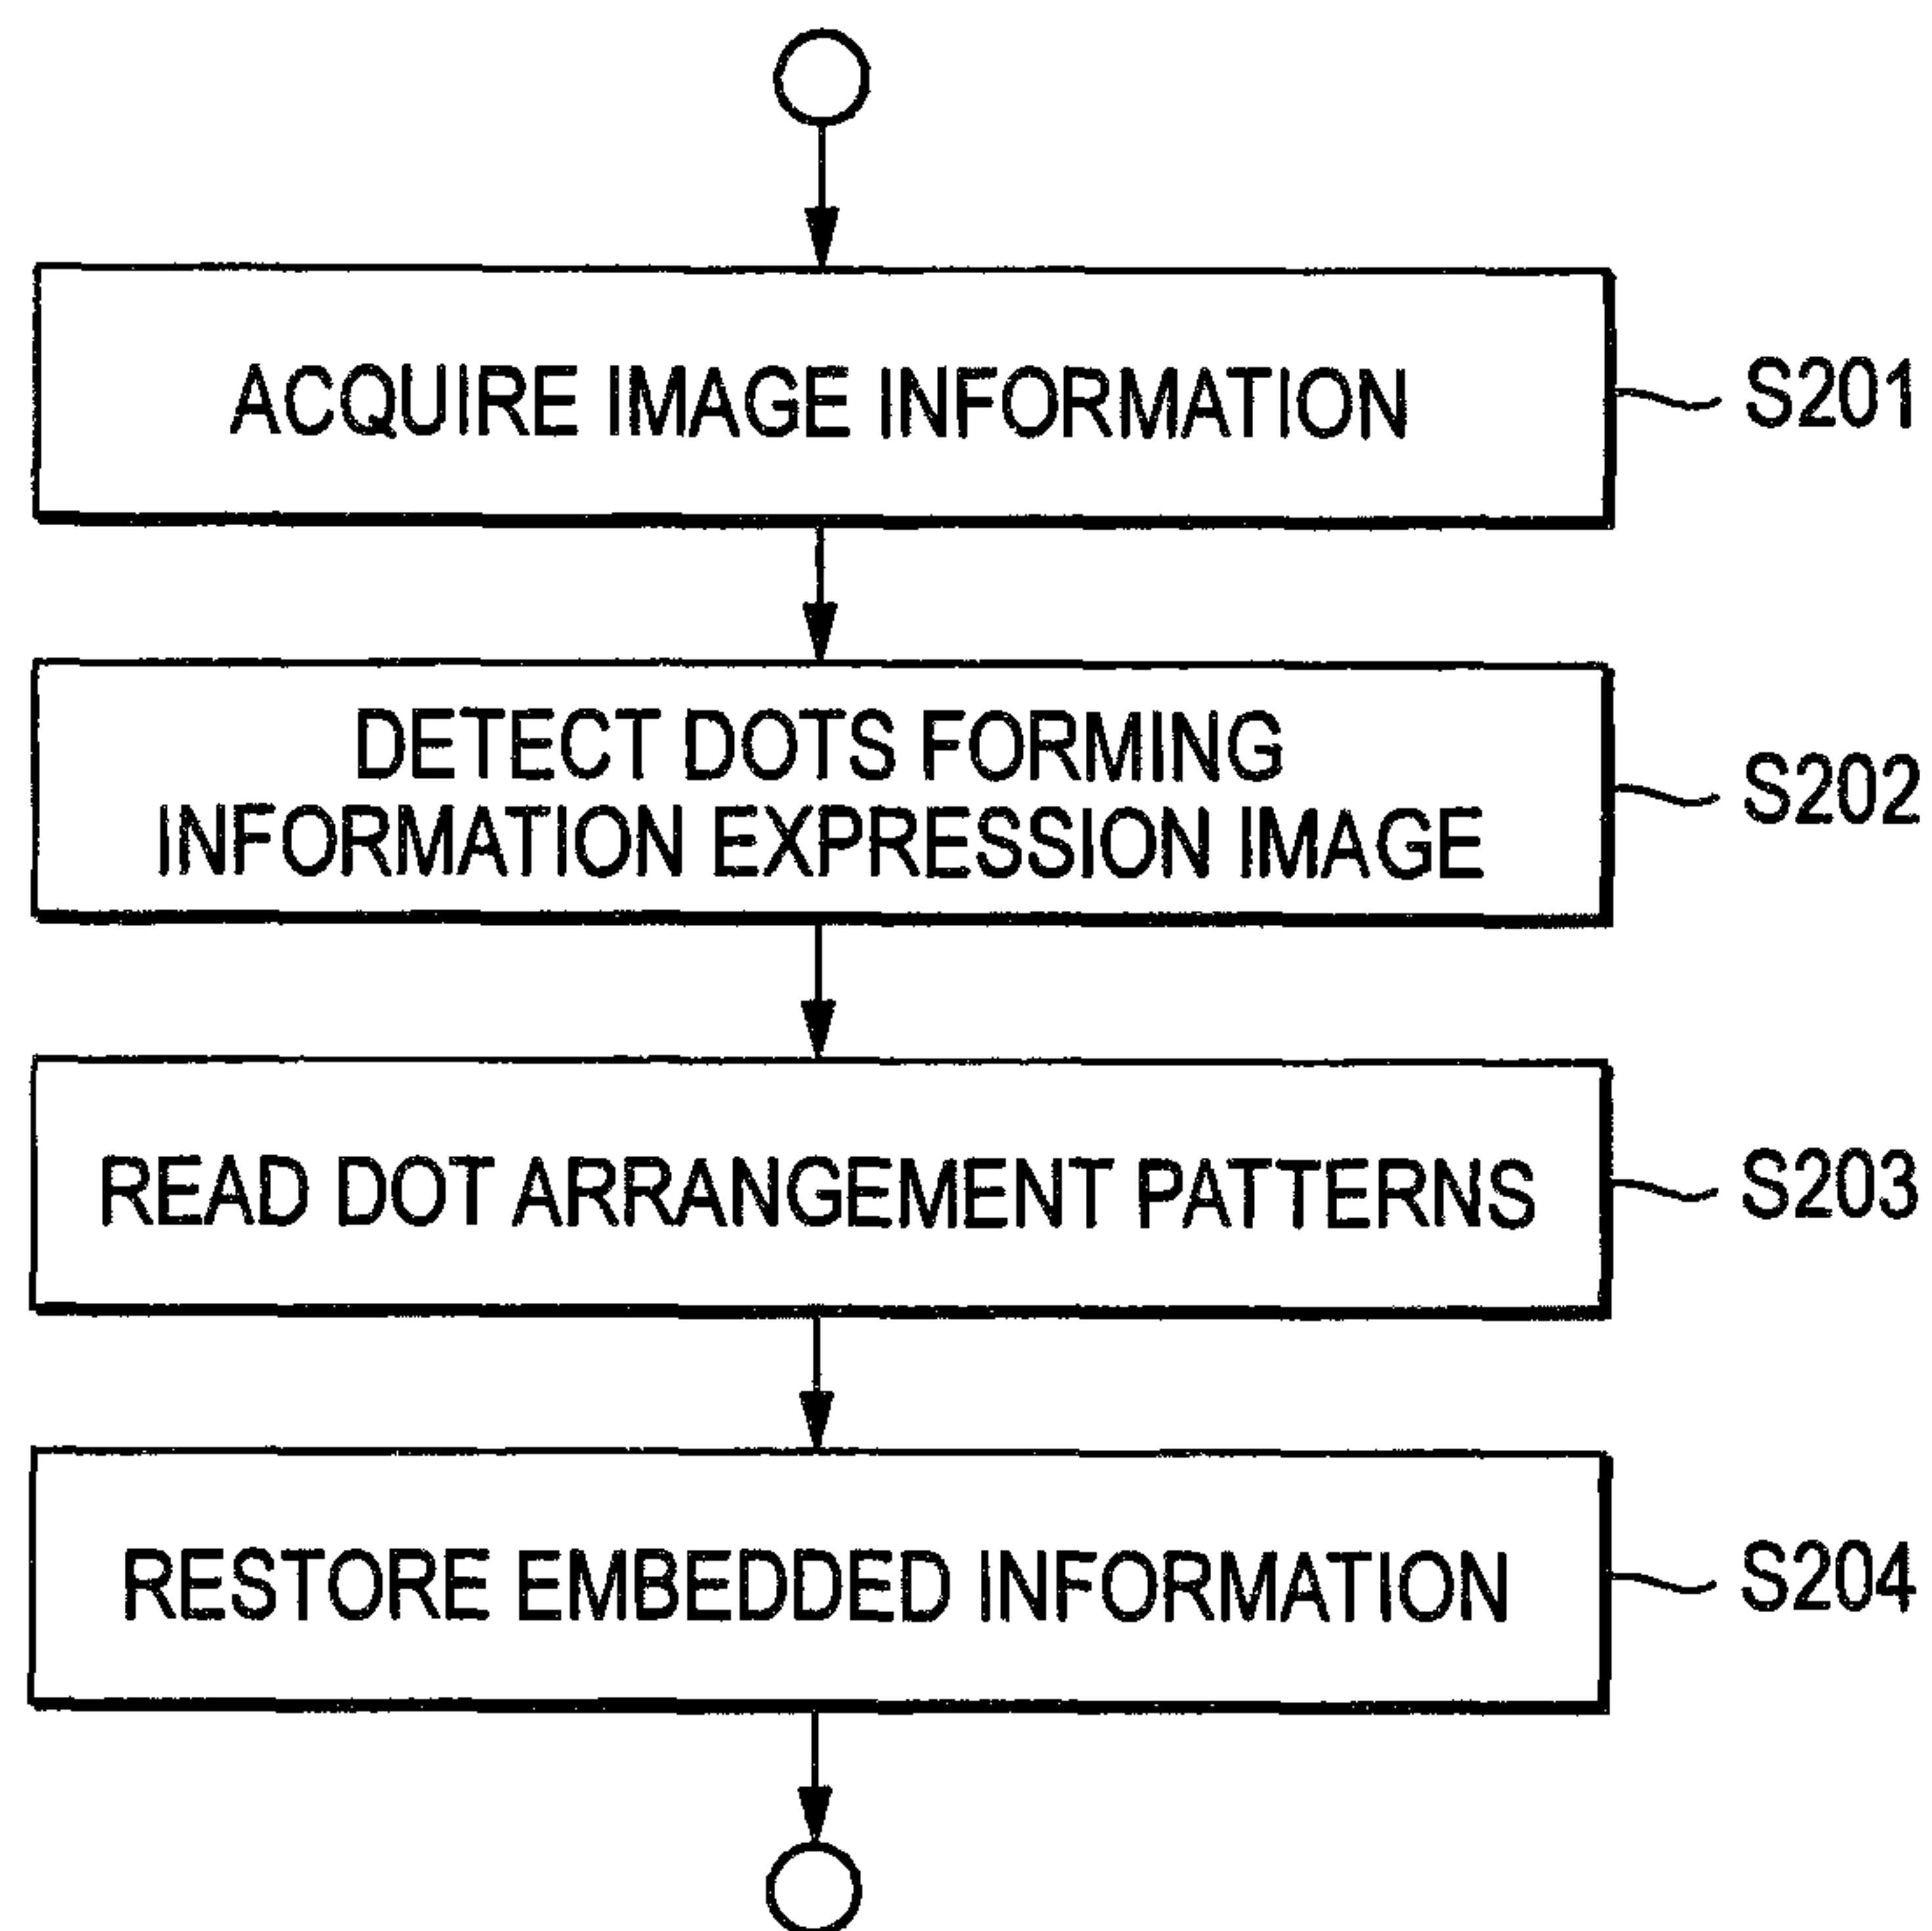 ACQUIRE IMAGE INFORMATION
S201
DETECT DOTS FORMING
INFORMATION EXPRESSION IMAGE
S202
READ DOT ARRANGEMENT PATTERNS
S203
RESTORE EMBEDDED INFORMATION
S204